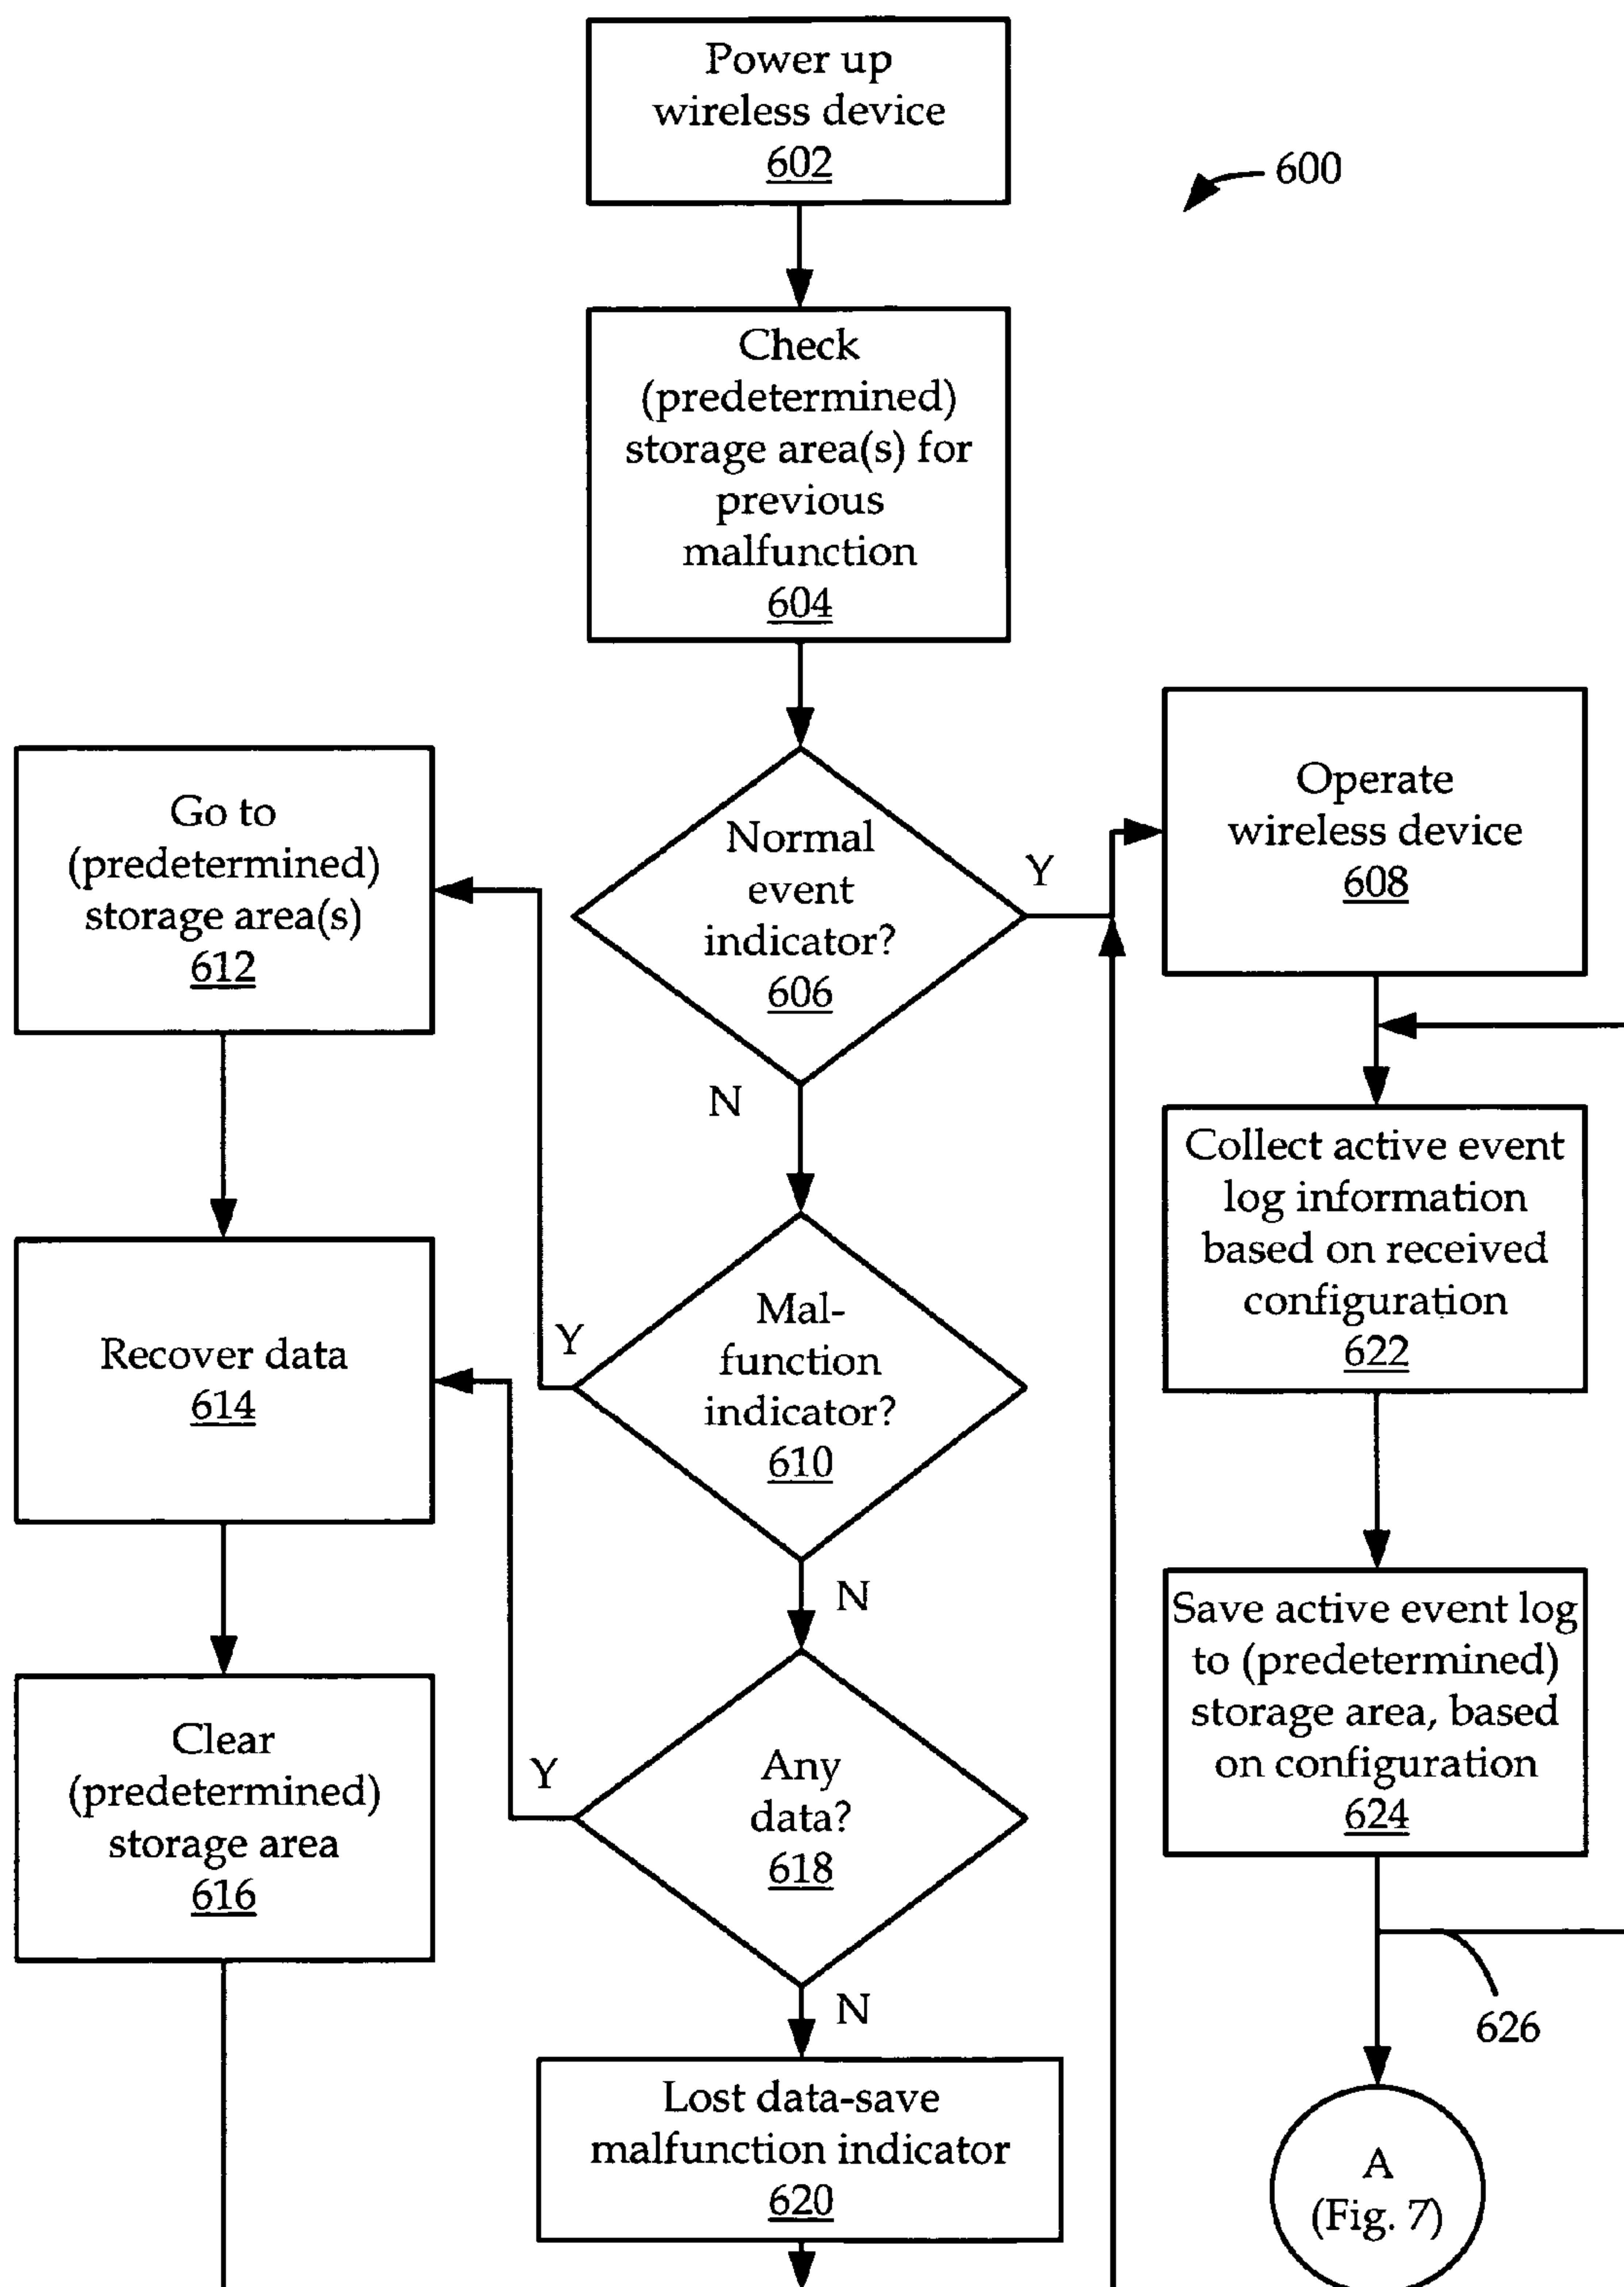 Power up
wireless device
602
600
Check
(predetermined)
storage area(s) for
previous
malfunction
604
Normal
event
indicator?
606
Y
N
Operate
wireless device
608
Go to
(predetermined)
storage area(s)
612
Mal-
function
indicator?
610
Y
N
Collect active event
log information
based on received
configuration
622
Recover data
614
Any
data?
618
Y
N
Save active event log
to (predetermined)
storage area, based
on configuration
624
Clear
(predetermined)
storage area
616
626
Lost data-save
malfunction indicator
620
A
(Fig. 7)